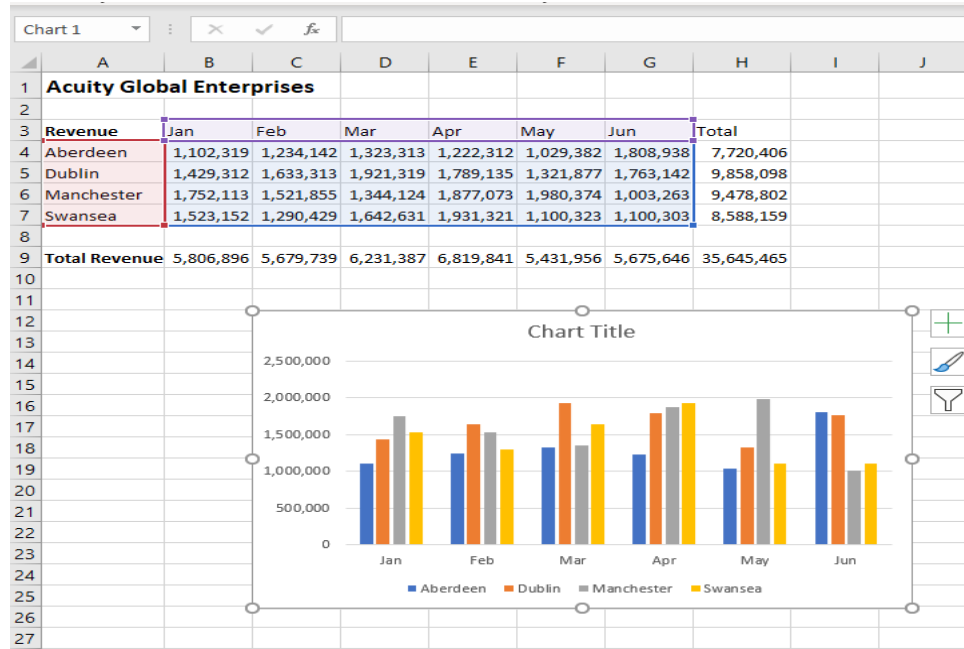 Chart 1 fx
A B C D E F G H I J
1 Acuity Global Enterprises
2
3 Revenue Jan Feb Mar Apr May Jun Total
4 Aberdeen 1,102,319 1,234,142 1,323,313 1,222,312 1,029,382 1,808,938 7,720,406
5 Dublin 1,429,312 1,633,313 1,921,319 1,789,135 1,321,877 1,763,142 9,858,098
6 Manchester 1,752,113 1,521,855 1,344,124 1,877,073 1,980,374 1,003,263 9,478,802
7 Swansea 1,523,152 1,290,429 1,642,631 1,931,321 1,100,323 1,100,303 8,588,159
8
9 Total Revenue 5,806,896 5,679,739 6,231,387 6,819,841 5,431,956 5,675,646 35,645,465
10
11
12 Chart Title
13
14 2,500,000
15
16 2,000,000
17
18 1,500,000
19 1,000,000
20
21 500,000
22
23 0
24 Jan Feb Mar Apr May Jun
25 Aberdeen Dublin Manchester Swansea
26
27